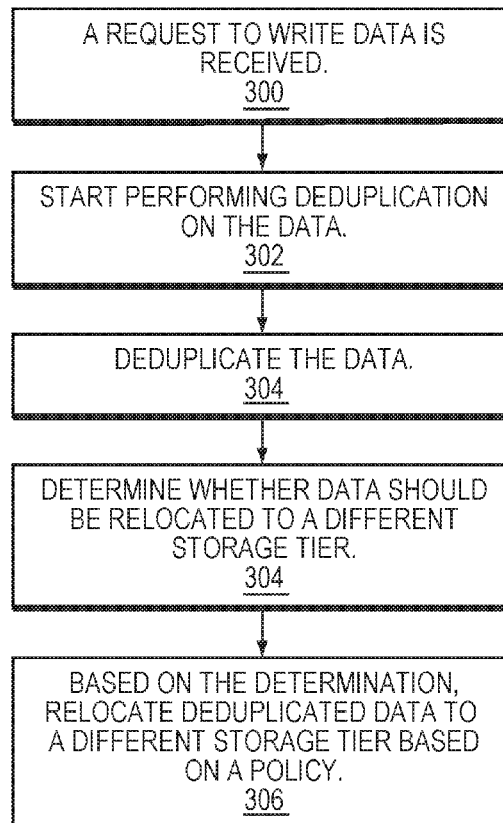 A REQUEST TO WRITE DATA IS
RECEIVED.
300
START PERFORMING DEDUPLICATION
ON THE DATA.
302
DEDUPLICATE THE DATA.
304
DETERMINE WHETHER DATA SHOULD
BE RELOCATED TO A DIFFERENT
STORAGE TIER.
304
BASED ON THE DETERMINATION,
RELOCATE DEDUPLICATED DATA TO
A DIFFERENT STORAGE TIER BASED
ON A POLICY.
306